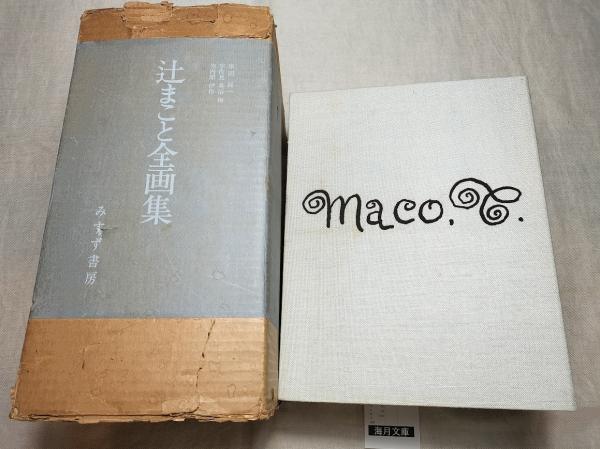 辻まこと全画集
みすず書房
maco. T.
海月文庫